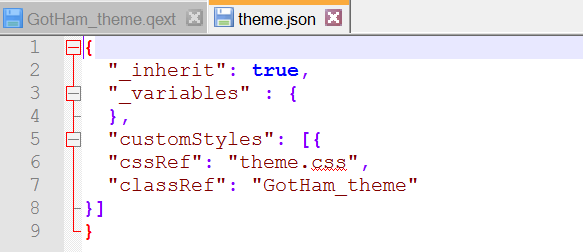 GotHam_theme.qext theme.json
1 {
2 "_inherit": true,
3 "_variables" : {
4 },
5 "customStyles": [{
6 "cssRef": "theme.css",
7 "classRef": "GotHam_theme"
8 }]
9 }